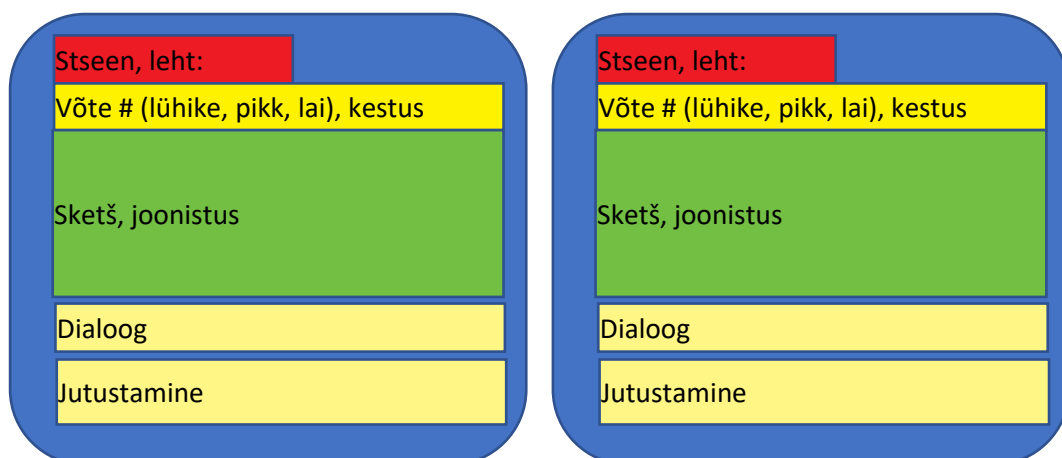 Stseen, leht:
Võte # (lühike, pikk, lai), kestus
Sketš, joonistus
Dialoog
Jutustamine
Stseen, leht:
Võte # (lühike, pikk, lai), kestus
Sketš, joonistus
Dialoog
Jutustamine